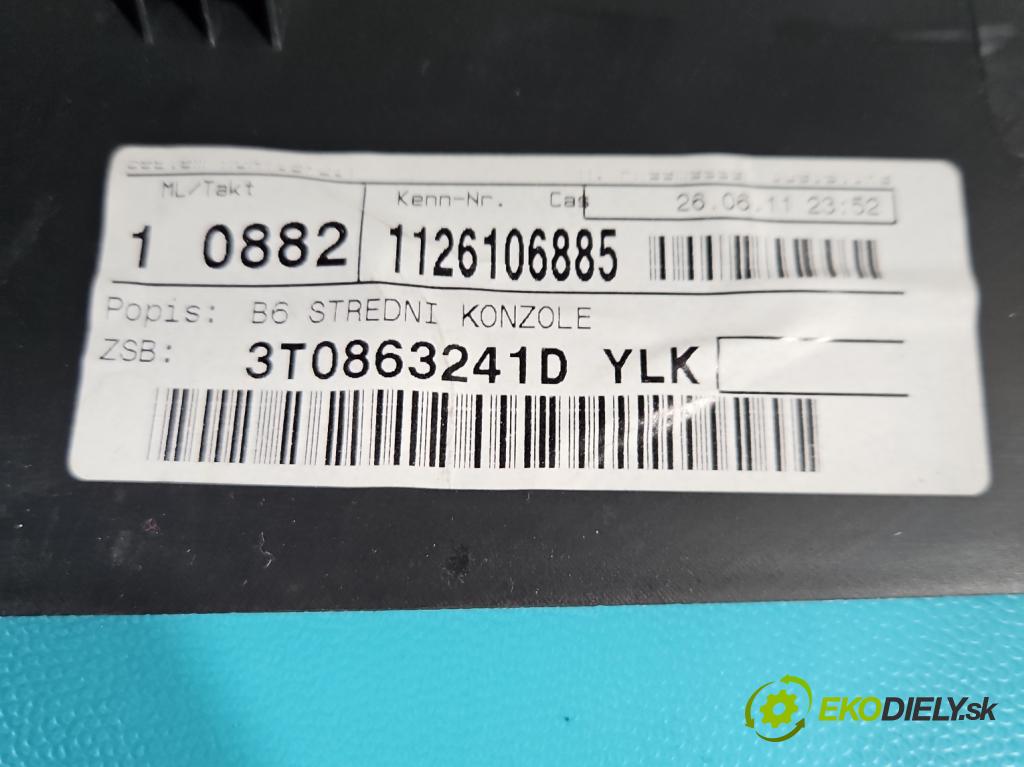 ML/Takt
Kenn-Nr. Cas 26.06.11 23:52
1 0882 1126106885
Popis: B6 STREDNI KONZOLE
ZSB: 3T0863241D YLK
EKODIELY.sk